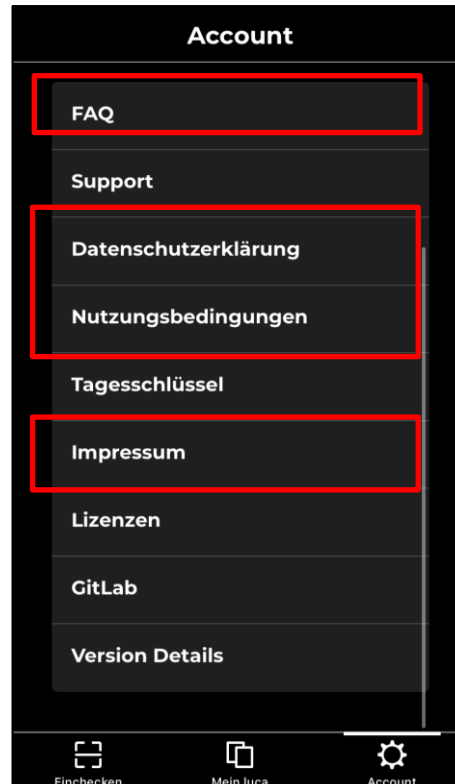 Account
FAQ
Support
Datenschutzerklärung
Nutzungsbedingungen
Tagesschlüssel
Impressum
Lizenzen
GitLab
Version Details
Einchecken
Mein luca
Account